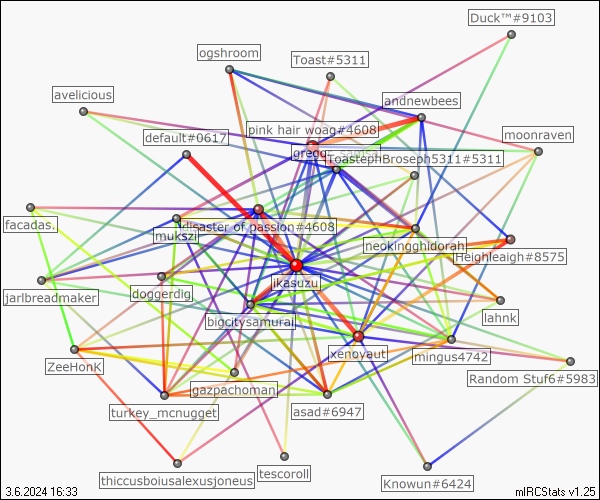 Duck™#9103
ogshroom
Toast#5311
avelicious
andnewbees
pink hair woag#4608
default#0617
moonraven
gregg_samsa
ToastephBroseph5311#5311
facadas.
disaster of passion#4608
mukszi
neokingghidorah
Heighleaigh#8575
ikasuzu
jarlbreadmaker
doggerdig
lahnk
bigcitysamurai
xenoyaut
mingus4742
ZeeHonK
Random Stuf6#5983
gazpachoman
turkey_mcnugget
asad#6947
tescoroll
thiccusboiusalexusjoneus
Knowun#6424
3.6.2024 16:33
mIRCStats v1.25